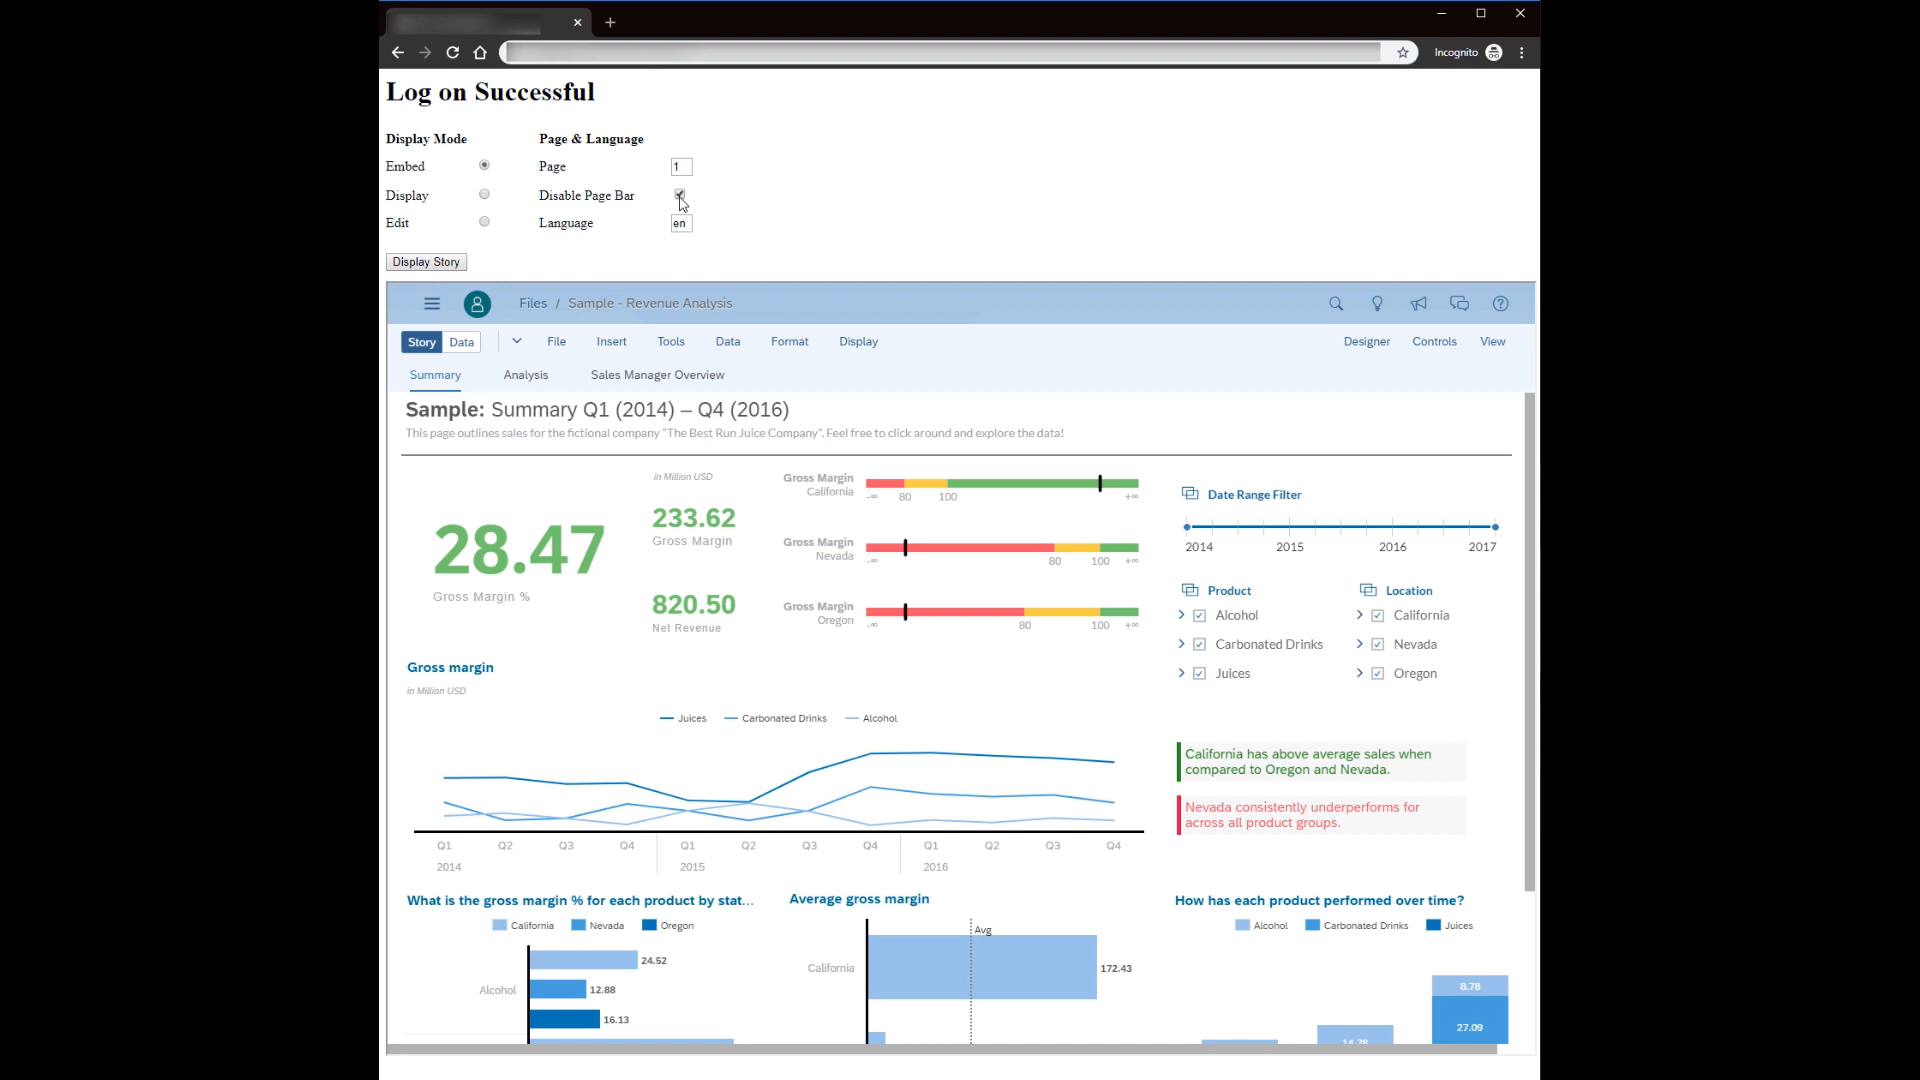 Incognito
Log on Successful
Display Mode
Page & Language
Embed
Page
1
Display
Disable Page Bar
Edit
Language
en
Display Story
Files / Sample - Revenue Analysis
Story
Data
File
Insert
Tools
Data
Format
Display
Designer
Controls
View
Summary
Analysis
Sales Manager Overview
Sample: Summary Q1 (2014) – Q4 (2016)
This page outlines sales for the fictional company "The Best Run Juice Company". Feel free to click around and explore the data!
28.47
Gross Margin %
in Million USD
233.62
Gross Margin
820.50
Net Revenue
Gross Margin
California
-∞ 80 100 +∞
Gross Margin
Nevada
-∞ 80 100 +∞
Gross Margin
Oregon
-∞ 80 100 +∞
Date Range Filter
2014 2015 2016 2017
Product
Alcohol
Carbonated Drinks
Juices
Location
California
Nevada
Oregon
Gross margin
in Million USD
Juices Carbonated Drinks Alcohol
Q1 Q2 Q3 Q4 Q1 Q2 Q3 Q4 Q1 Q2 Q3 Q4
2014 2015 2016
California has above average sales when
compared to Oregon and Nevada.
Nevada consistently underperforms for
across all product groups.
What is the gross margin % for each product by stat...
California Nevada Oregon
Alcohol
24.52
12.88
16.13
Average gross margin
Avg
California
172.43
How has each product performed over time?
Alcohol Carbonated Drinks Juices
8.78
27.09